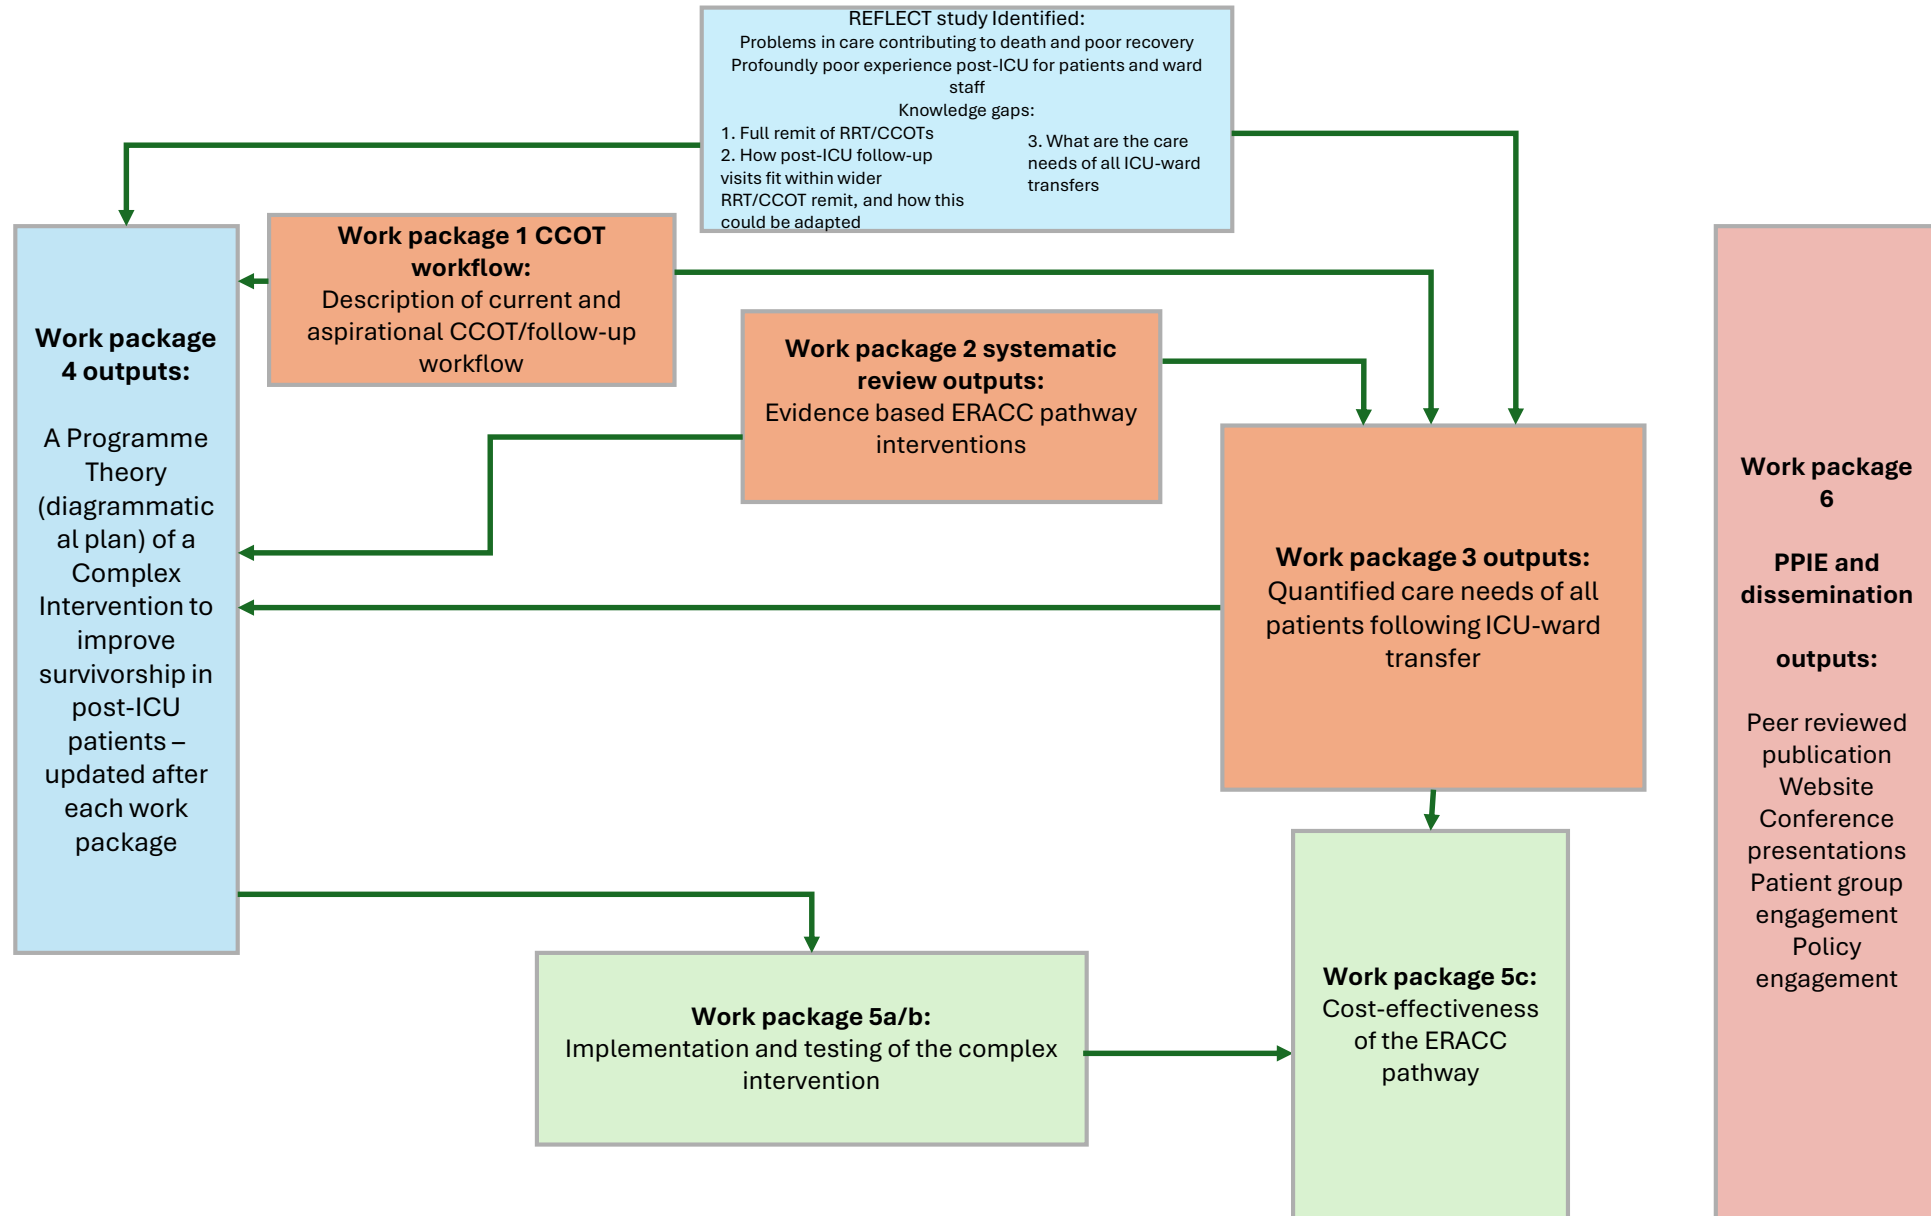 REFLECT study Identified:
Problems in care contributing to death and poor recovery
Profoundly poor experience post-ICU for patients and ward
staff
Knowledge gaps:
1. Full remit of RRT/CCOTs
2. How post-ICU follow-up
visits fit within wider
RRT/CCOT remit, and how this
could be adapted
3. What are the care
needs of all ICU-ward
transfers
Work package 1 CCOT
workflow:
Description of current and
aspirational CCOT/follow-up
workflow
Work package 2 systematic
review outputs:
Evidence based ERACC pathway
interventions
Work package
4 outputs:
A Programme
Theory
(diagrammatic
al plan) of a
Complex
Intervention to
improve
survivorship in
post-ICU
patients –
updated after
each work
package
Work package 3 outputs:
Quantified care needs of all
patients following ICU-ward
transfer
Work package 5a/b:
Implementation and testing of the complex
intervention
Work package 5c:
Cost-effectiveness
of the ERACC
pathway
Work package
6
PPIE and
dissemination
outputs:
Peer reviewed
publication
Website
Conference
presentations
Patient group
engagement
Policy
engagement